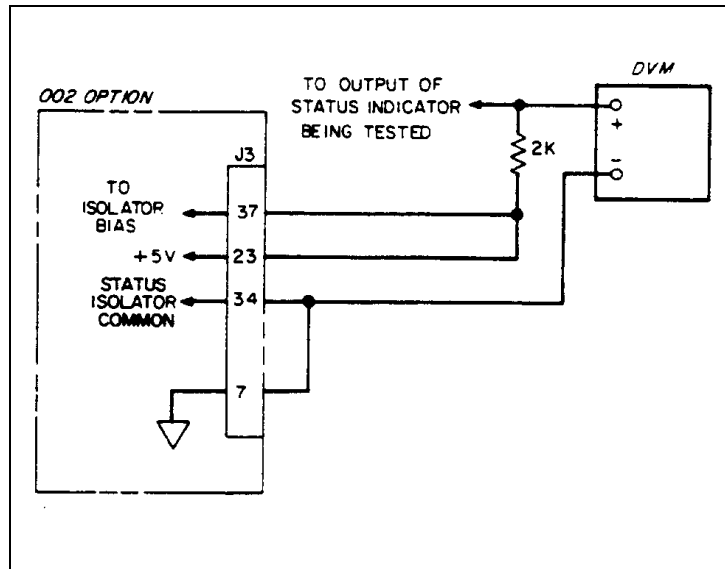 DVM
TO OUTPUT OF
STATUS INDICATOR
BEING TESTED
+
-
2K
002 OPTION
J3
TO
ISOLATOR
BIAS
37
+5V
23
STATUS
ISOLATOR
COMMON
34
7